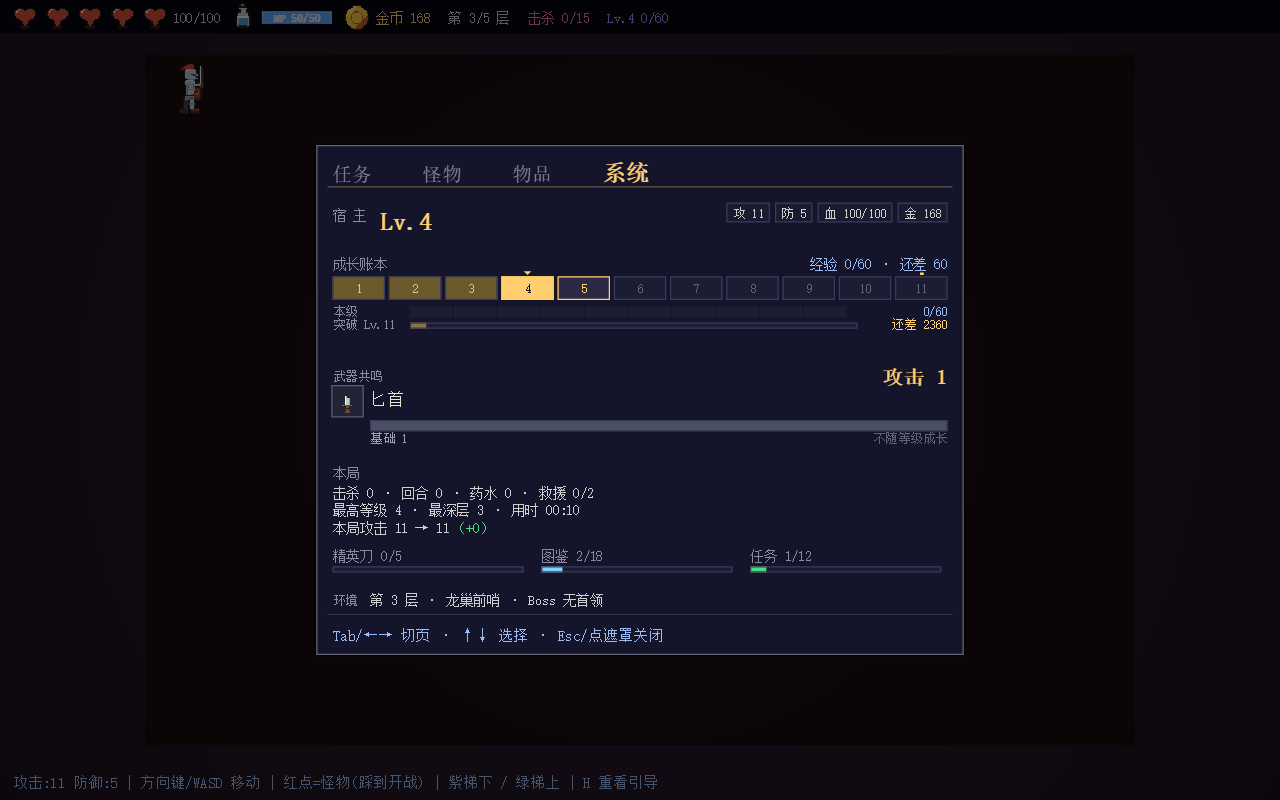 100/100 MP 50/50 金币 168 第 3/5 层 击杀 0/15 Lv.4 0/60
任务 怪物 物品 系统
宿 主 Lv.4 攻 11 防 5 血 100/100 金 168
成长账本 经验 0/60 · 还差 60
1 2 3 4 5 6 7 8 9 10 11
本级 0/60
突破 Lv.11 还差 2360
武器共鸣 攻击 1
匕首
基础 1 不随等级成长
本局
击杀 0 · 回合 0 · 药水 0 · 救援 0/2
最高等级 4 · 最深层 3 · 用时 00:10
本局攻击 11 → 11 (+0)
精英刀 0/5 图鉴 2/18 任务 1/12
环境 第 3 层 · 龙巢前哨 · Boss 无首领
Tab/←→ 切页 · ↑↓ 选择 · Esc/点遮罩关闭
攻击:11 防御:5 | 方向键/WASD 移动 | 红点=怪物(踩到开战) | 紫梯下 / 绿梯上 | H 重看引导